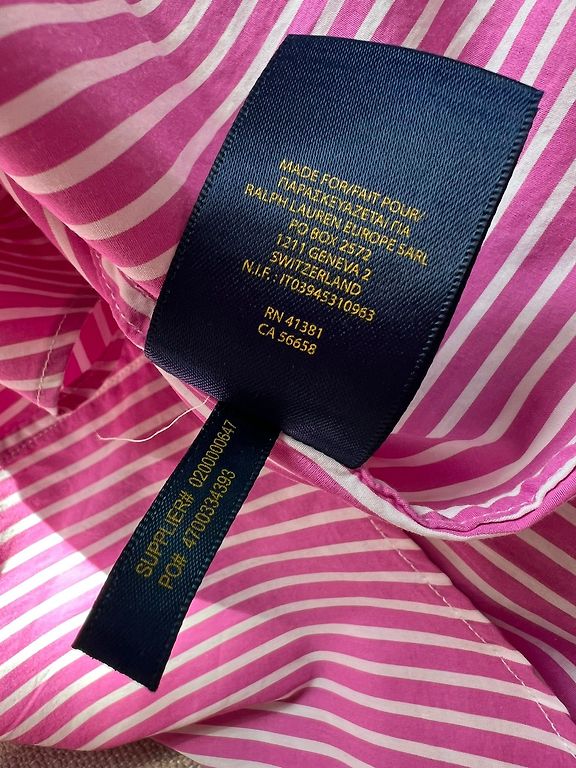 MADE FOR/FAIT POUR/
ΠΑΡΑΣΚΕΥΑΖΕΤΑΙ ΓΙΑ
RALPH LAUREN EUROPE SARL
PO BOX 2572
1211 GENEVA 2
SWITZERLAND
N.I.F. : IT03945310963
RN 41381
CA 56658
SUPPLIER# 0200000647
PO# 4700334393